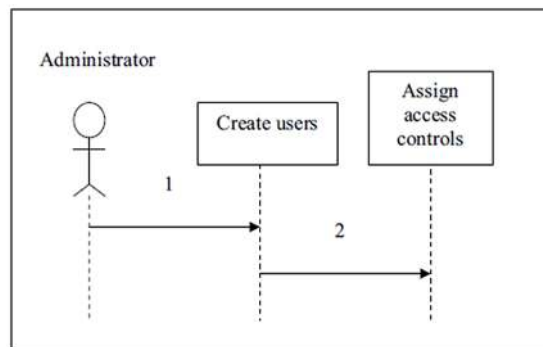 Administrator
Create users
Assign
access
controls
1
2